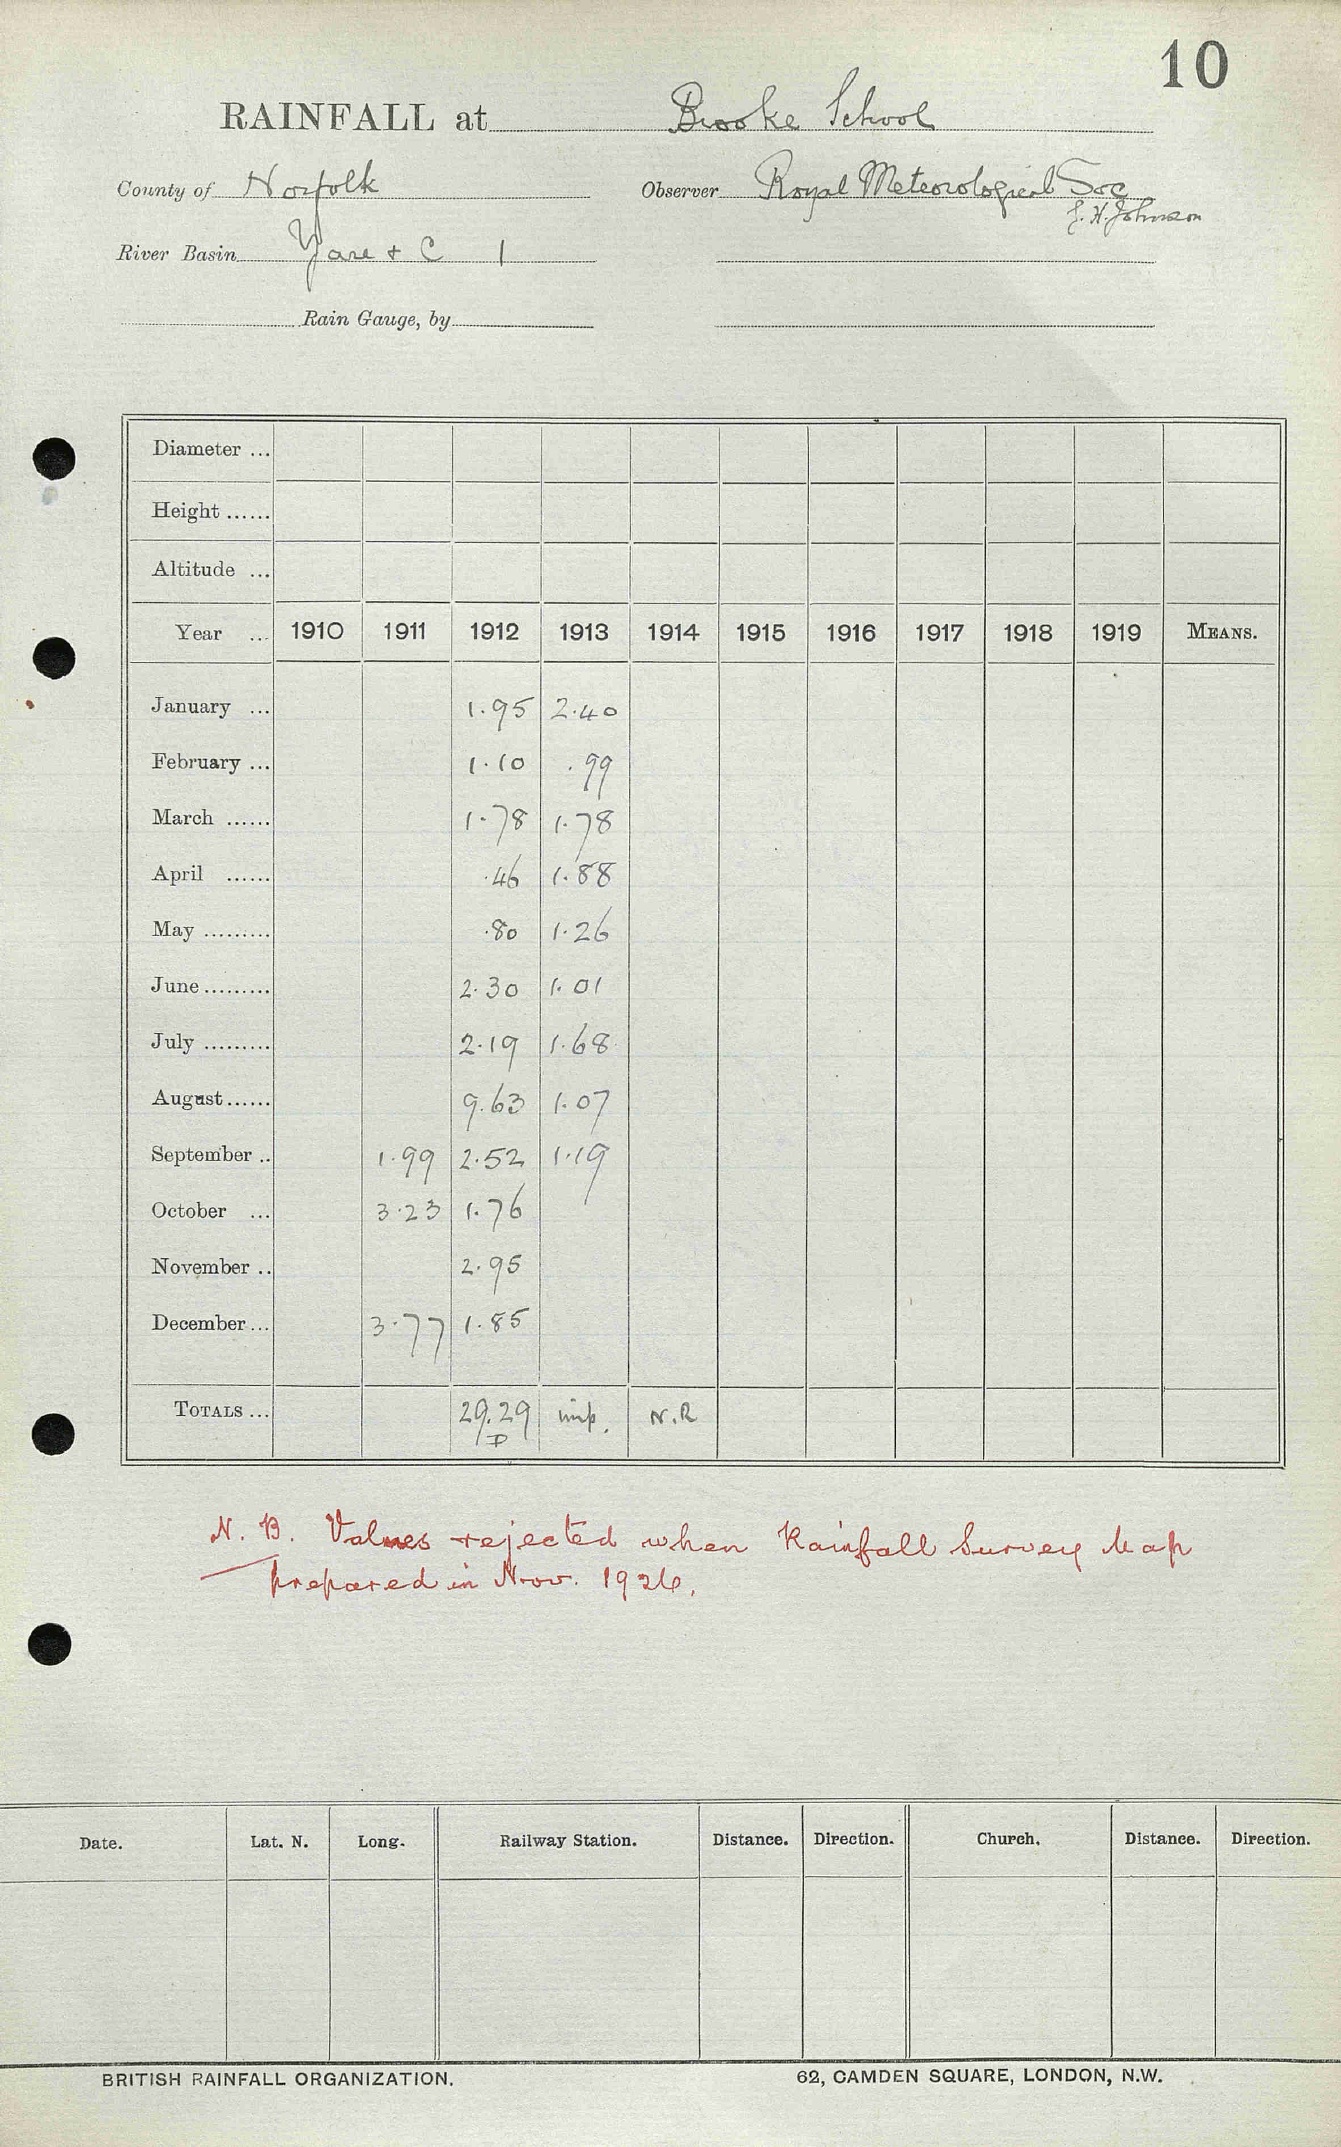 10
RAINFALL at Brooke School
County of Norfolk Observer Royal Meteorological Soc
J. H. Johnson
River Basin Yare + C 1
Rain Gauge, by
Diameter ...
Height ......
Altitude ...
Year ... 1910 1911 1912 1913 1914 1915 1916 1917 1918 1919 MEANS.
January ... 1.95 2.40
February ... 1.10 .99
March ...... 1.78 1.78
April ...... .46 1.88
May ......... .80 1.26
June ......... 2.30 1.01
July ......... 2.19 1.68
August ...... 9.63 1.07
September .. 1.99 2.52 1.19
October ... 3.23 1.76
November .. 2.95
December ... 3.77 1.85
TOTALS ... 29.29 imp. N.R
D
N. B. Values rejected when Rainfall Survey Map
prepared in Nov. 1926.
Date. Lat. N. Long. Railway Station. Distance. Direction. Church. Distance. Direction.
BRITISH RAINFALL ORGANIZATION. 62, CAMDEN SQUARE, LONDON, N.W.